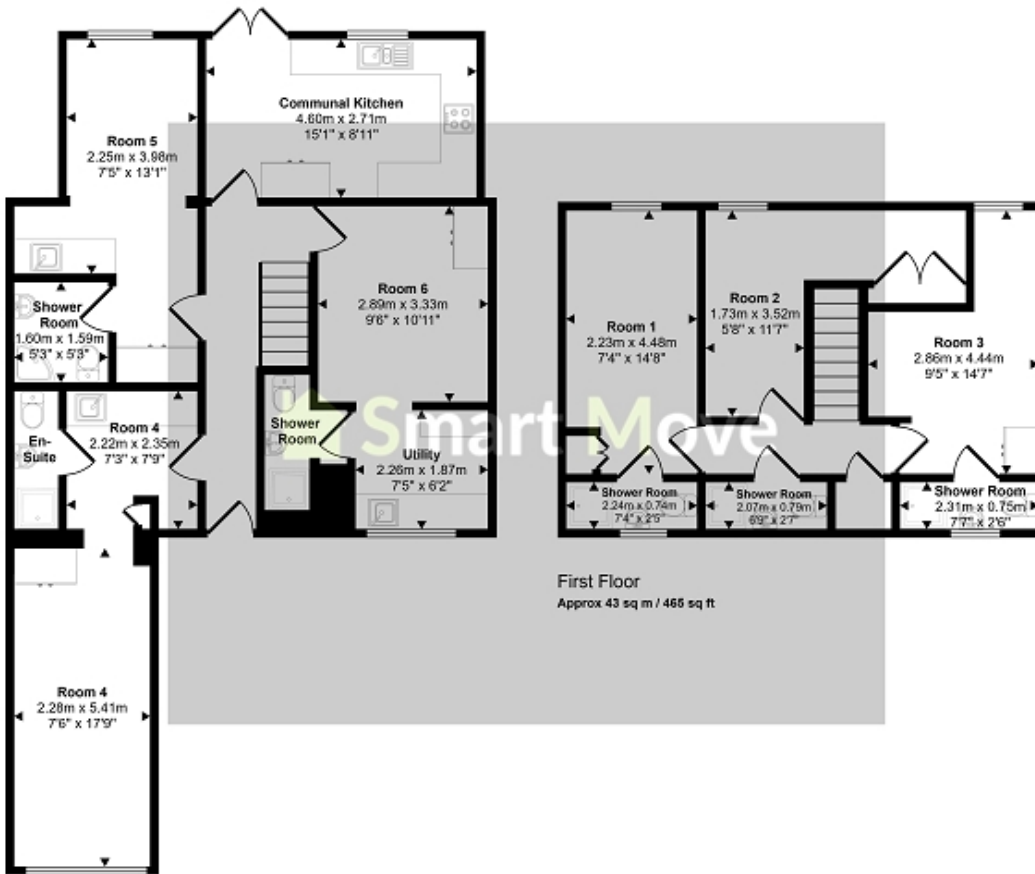 Communal Kitchen
4.60m x 2.71m
15'1" x 8'11"
Room 5
2.25m x 3.98m
7'5" x 13'1"
Room 6
2.89m x 3.33m
9'6" x 10'11"
Shower
Room
1.60m x 1.59m
5'3" x 5'3"
En-
Suite
Room 4
2.22m x 2.35m
7'3" x 7'9"
Shower
Room
Utility
2.26m x 1.87m
7'5" x 6'2"
Room 4
2.28m x 5.41m
7'6" x 17'9"
Room 1
2.23m x 4.48m
7'4" x 14'8"
Room 2
1.73m x 3.52m
5'8" x 11'7"
Room 3
2.86m x 4.44m
9'5" x 14'7"
Smart Move
Shower Room
2.24m x 0.74m
7'4" x 2'5"
Shower Room
2.07m x 0.79m
6'9" x 2'7"
Shower Room
2.31m x 0.75m
7'7" x 2'6"
First Floor
Approx 43 sq m / 465 sq ft